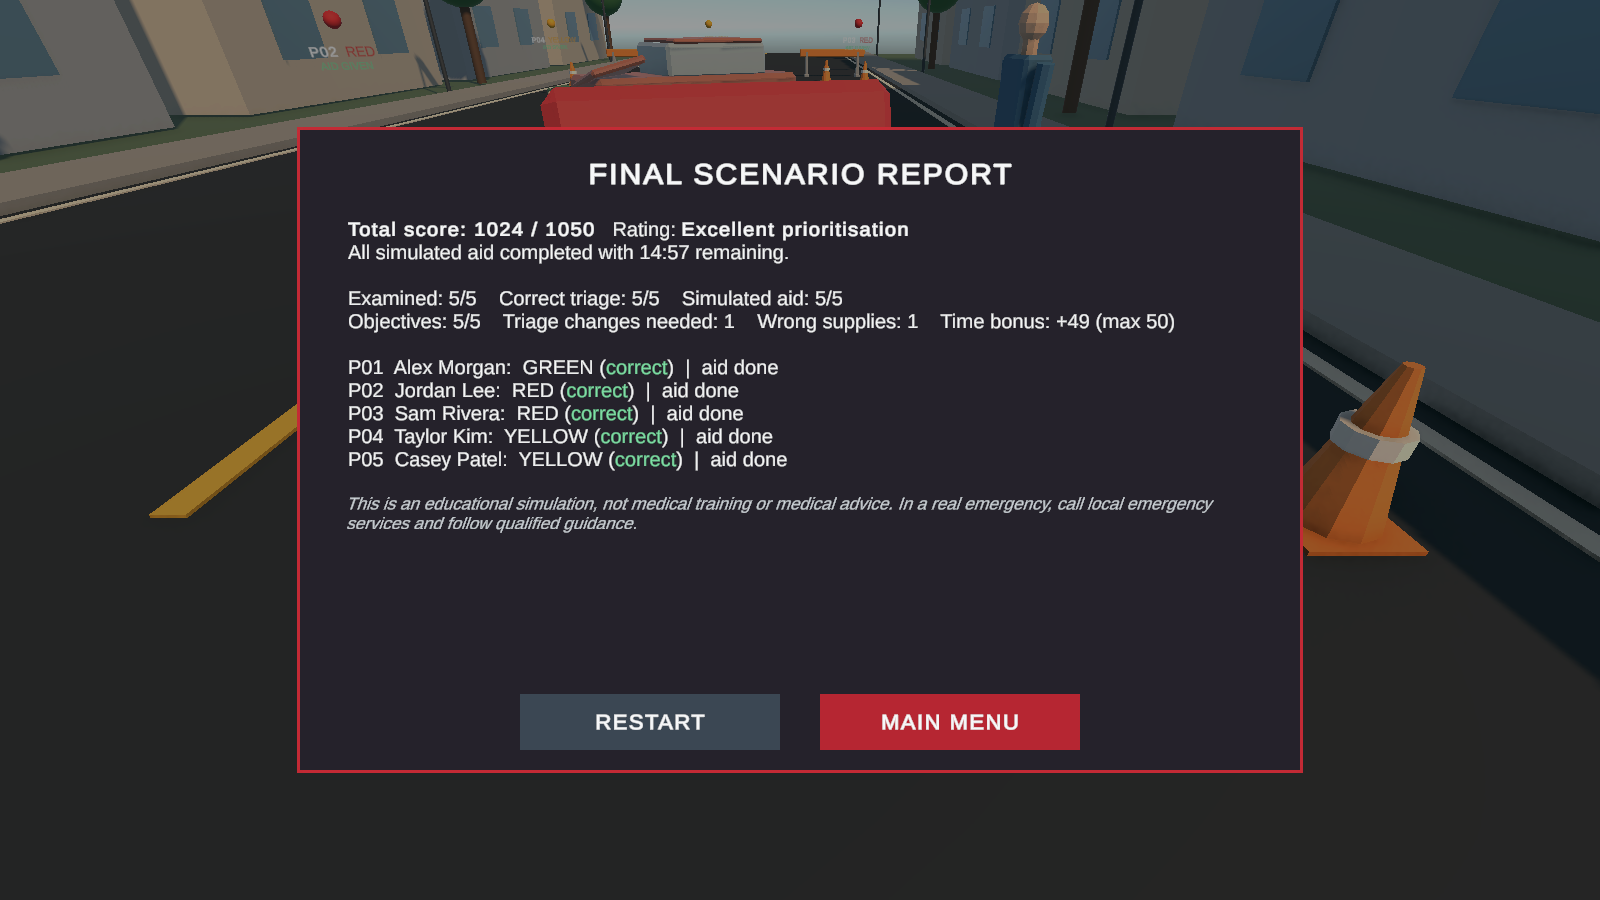 P02 RED
AID GIVEN
P04
RED
FINAL SCENARIO REPORT
Total score: 1024 / 1050 Rating: Excellent prioritisation
All simulated aid completed with 14:57 remaining.
Examined: 5/5 Correct triage: 5/5 Simulated aid: 5/5
Objectives: 5/5 Triage changes needed: 1 Wrong supplies: 1 Time bonus: +49 (max 50)
P01 Alex Morgan: GREEN (correct) | aid done
P02 Jordan Lee: RED (correct) | aid done
P03 Sam Rivera: RED (correct) | aid done
P04 Taylor Kim: YELLOW (correct) | aid done
P05 Casey Patel: YELLOW (correct) | aid done
This is an educational simulation, not medical training or medical advice. In a real emergency, call local emergency
services and follow qualified guidance.
RESTART
MAIN MENU